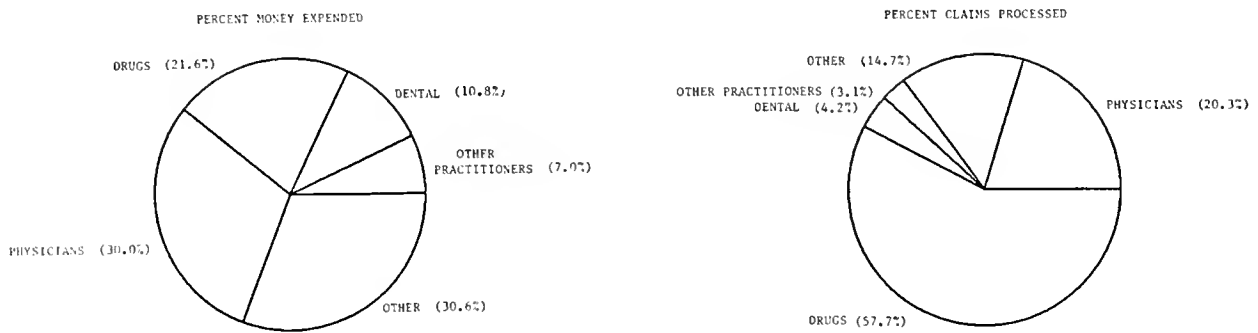 PERCENT MONEY EXPENDED
DRUGS (21.6%)
DENTAL (10.8%)
OTHER
PRACTITIONERS (7.0%)
PHYSICIANS (30.0%)
OTHER (30.6%)
PERCENT CLAIMS PROCESSED
OTHER (14.7%)
OTHER PRACTITIONERS (3.1%)
DENTAL (4.2%)
PHYSICIANS (20.3%)
DRUGS (57.7%)